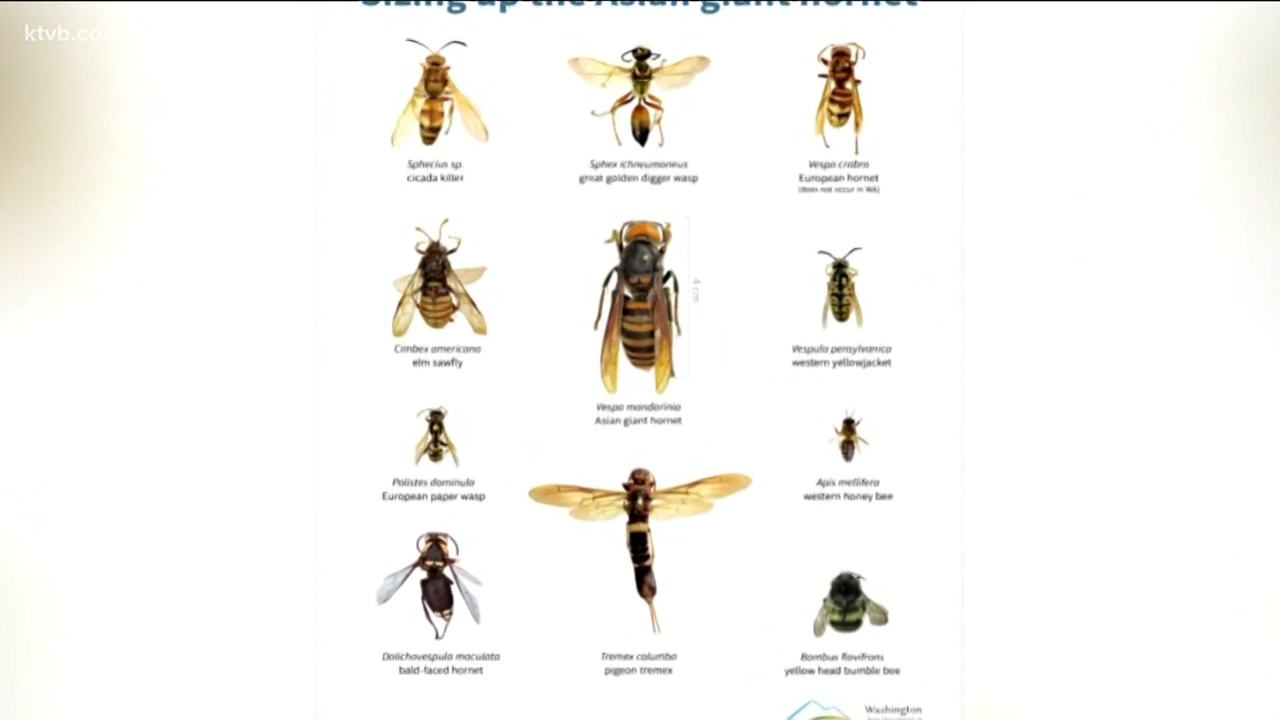 Sizing up the Asian giant hornet
ktvb.com
Sphecius sp.
cicada killer
Sphex ichneumoneus
great golden digger wasp
Vespa crabro
European hornet
(does not occur in WA)
Cimbex americana
elm sawfly
4 cm
Vespula pensylvanica
western yellowjacket
Vespa mandarinia
Asian giant hornet
Polistes dominula
European paper wasp
Apis mellifera
western honey bee
Dolichovespula maculata
bald-faced hornet
Tremex columba
pigeon tremex
Bombus flavifrons
yellow head bumble bee
Washington